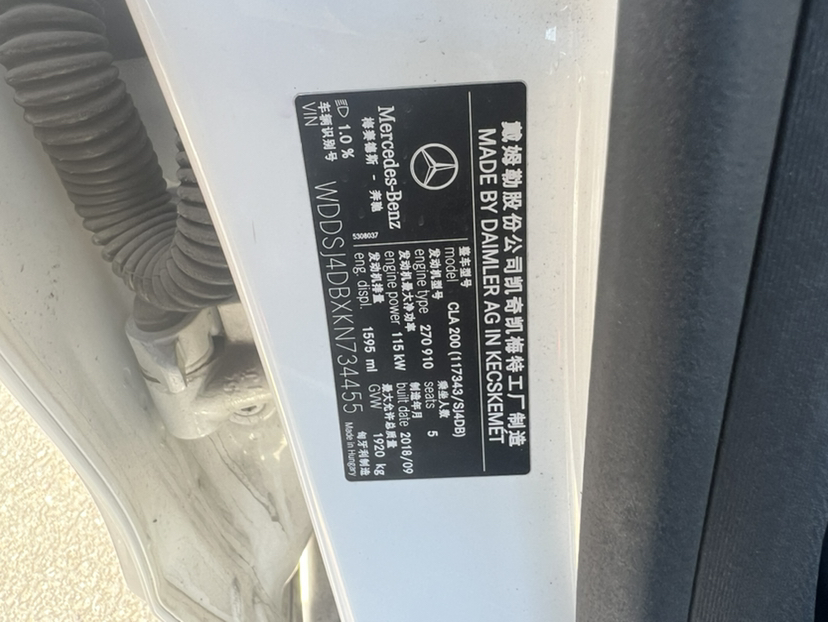 戴姆勒股份公司凯奇凯梅特工厂制造
MADE BY DAIMLER AG IN KECSKEMET
Mercedes-Benz
梅赛德斯 - 奔驰
5308037
整车型号
model CLA 200 (117343/SJ4DB)
发动机型号 乘坐人数
engine type 270 910 seats 5
发动机最大净功率 制造年月
engine power 115 kW built date 2018/09
发动机排量 最大允许总质量
eng. displ. 1595 ml GVW 1920 kg
1.0 %
车辆识别号 匈牙利制造
VIN WDDSJ4DBXKN734455 Made in Hungary